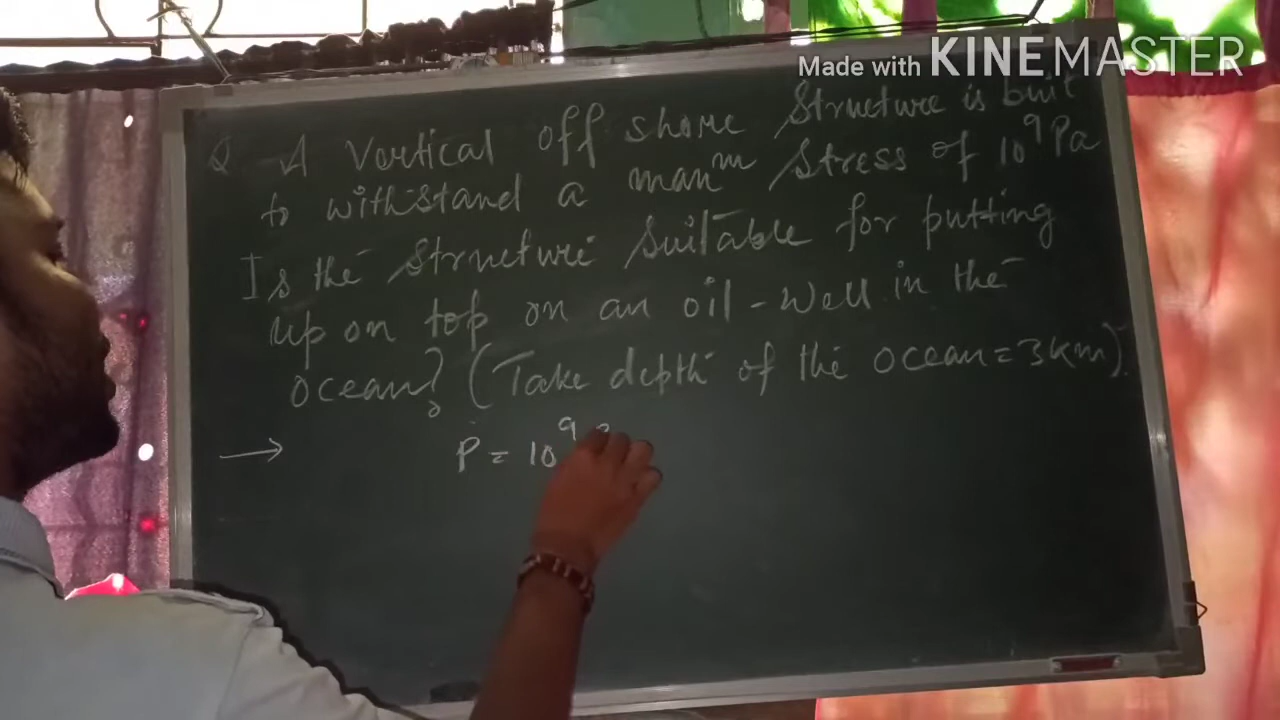 Made with KINEMASTER
Q A Vertical off shore Structure is built
to withstand a maxm Stress of 10⁹ Pa
Is the Structure Suitable for putting
up on top on an oil-Well in the
ocean? (Take depth of the ocean = 3km).
→ P = 10⁹